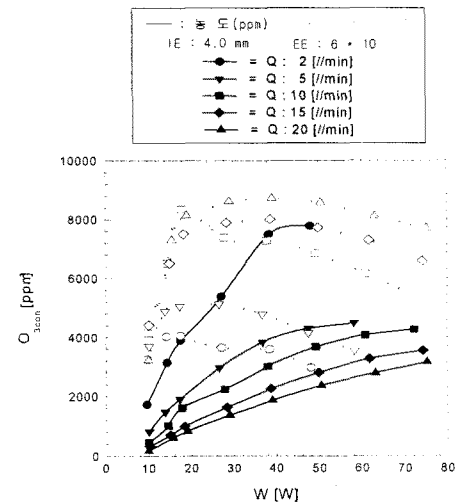 : 농 도(ppm)
IE : 4.0 mm EE : 6 * 10
= Q : 2 [l/min]
= Q : 5 [l/min]
= Q : 10 [l/min]
= Q : 15 [l/min]
= Q : 20 [l/min]
10000
8000
6000
4000
2000
0
O3con [ppm]
0 10 20 30 40 50 60 70 80
W [W]